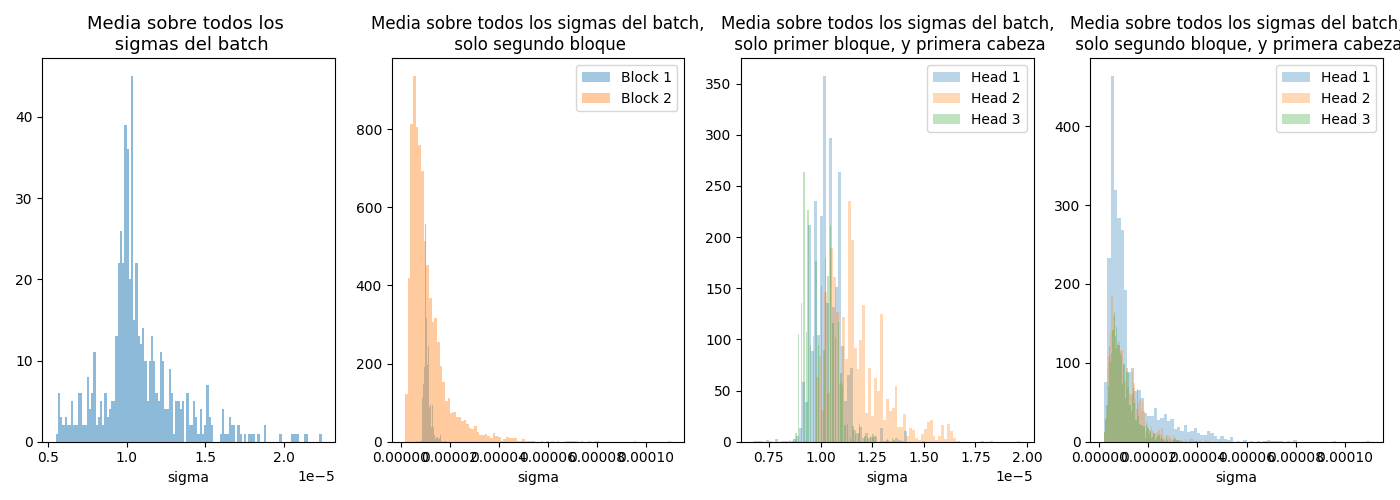 Media sobre todos los
sigmas del batch
40
30
20
10
0
0.5
1.0
1.5
2.0
1e−5
sigma
Media sobre todos los sigmas del batch,
solo segundo bloque
Block 1
Block 2
800
600
400
200
0
0.00000
0.00002
0.00004
0.00006
0.00008
0.00010
sigma
Media sobre todos los sigmas del batch,
solo primer bloque, y primera cabeza
Head 1
Head 2
Head 3
350
300
250
200
150
100
50
0
0.75
1.00
1.25
1.50
1.75
2.00
1e−5
sigma
Media sobre todos los sigmas del batch,
solo segundo bloque, y primera cabeza
Head 1
Head 2
Head 3
400
300
200
100
0
0.00000
0.00002
0.00004
0.00006
0.00008
0.00010
sigma